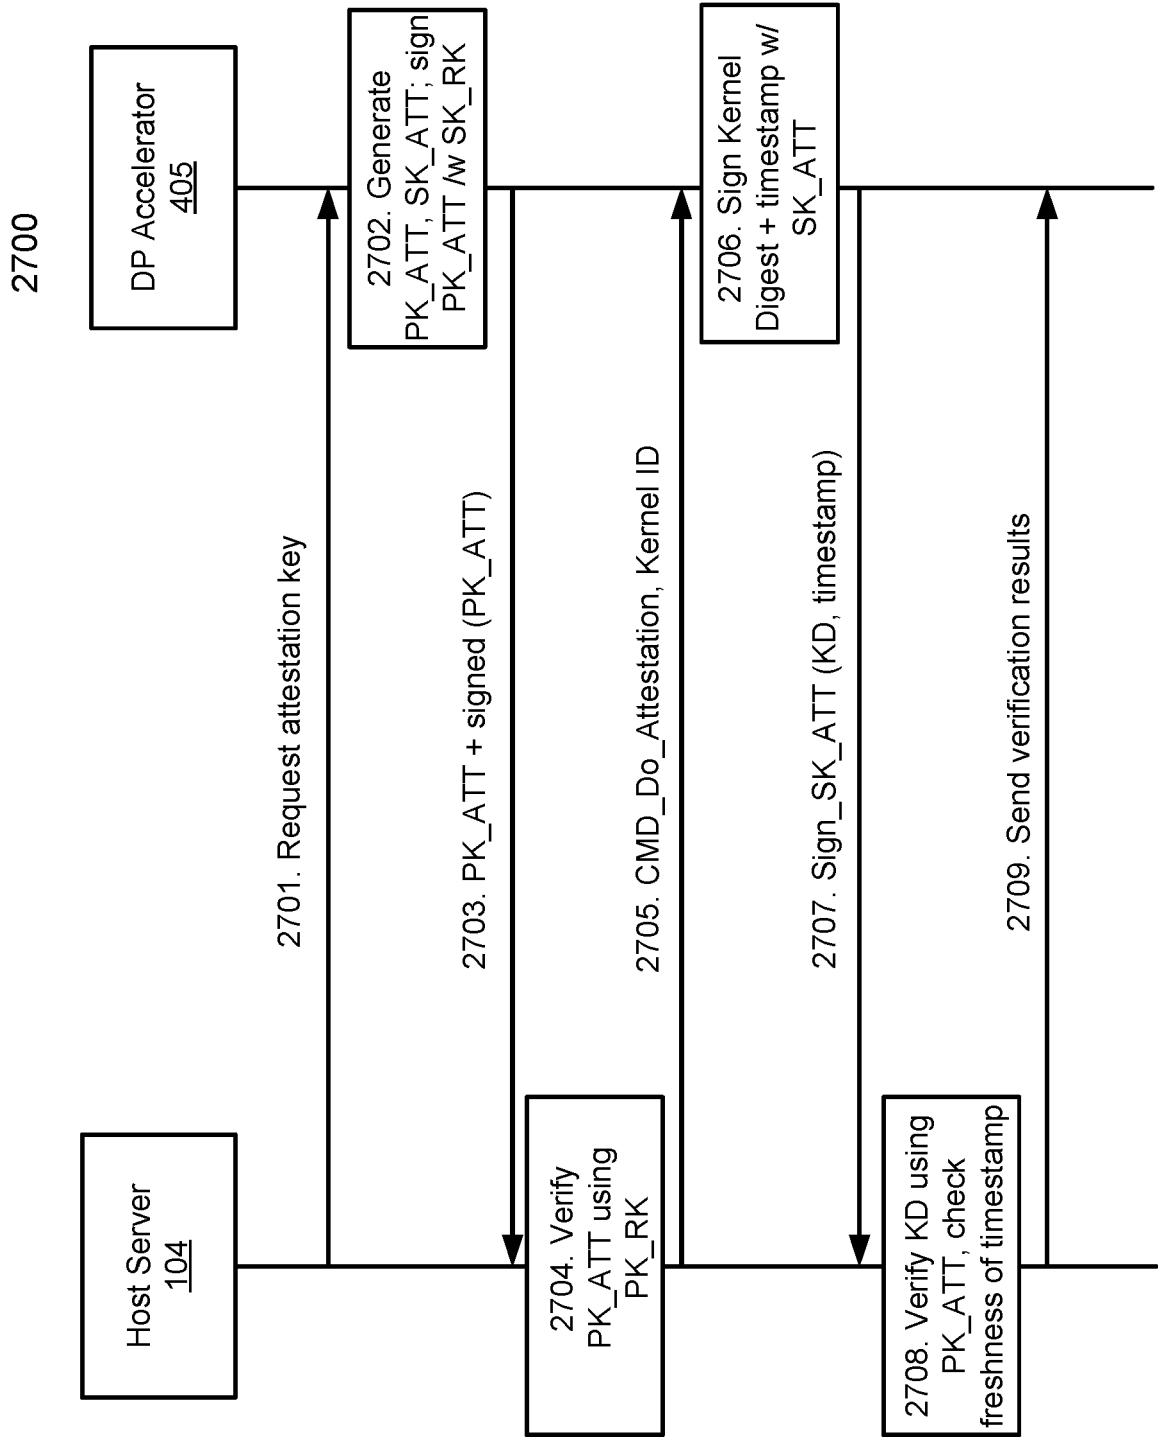 2700
Host Server
104
DP Accelerator
405
2701. Request attestation key
2702. Generate
PK_ATT, SK_ATT; sign
PK_ATT /w SK_RK
2703. PK_ATT + signed (PK_ATT)
2704. Verify
PK_ATT using
PK_RK
2705. CMD_Do_Attestation, Kernel ID
2706. Sign Kernel
Digest + timestamp w/
SK_ATT
2707. Sign_SK_ATT (KD, timestamp)
2708. Verify KD using
PK_ATT, check
freshness of timestamp
2709. Send verification results